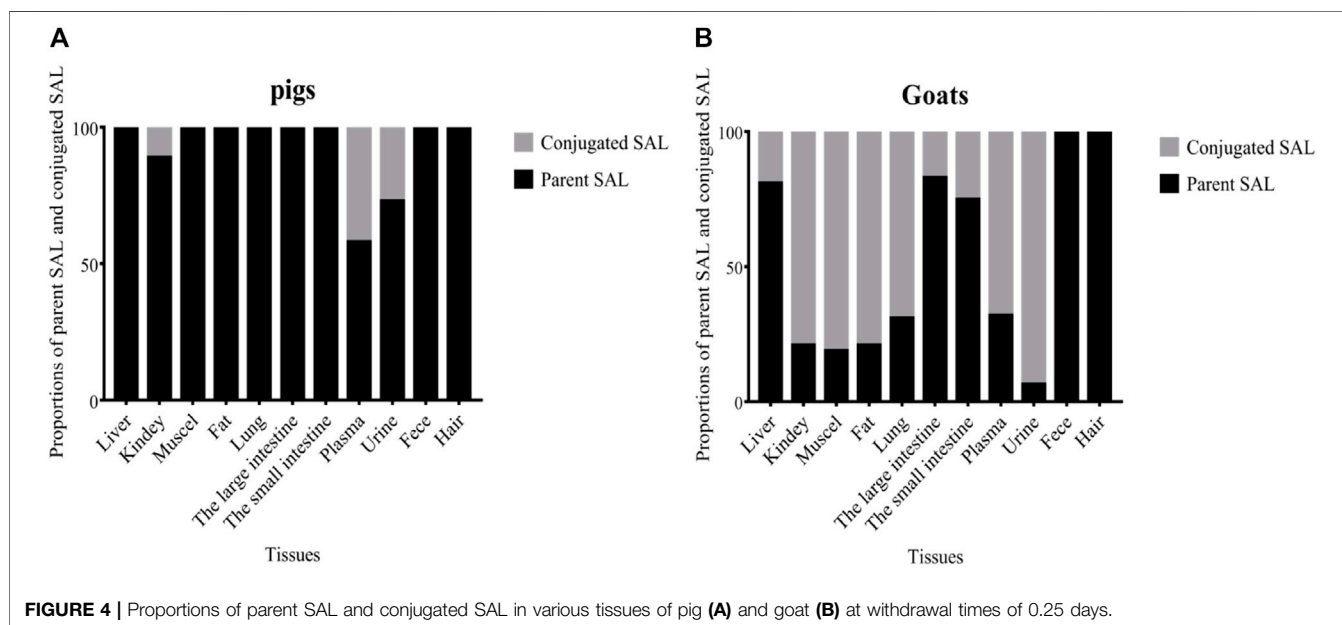 A
pigs
Proportions of parent SAL and conjugated SAL
100
50
0
Conjugated SAL
Parent SAL
Liver
Kindey
Muscel
Fat
Lung
The large intestine
The small intestine
Plasma
Urine
Fece
Hair
Tissues
B
Goats
Proportions of parent SAL and conjugated SAL
100
50
0
Conjugated SAL
Parent SAL
Liver
Kindey
Muscel
Fat
Lung
The large intestine
The small intestine
Plasma
Urine
Fece
Hair
Tissues
FIGURE 4 | Proportions of parent SAL and conjugated SAL in various tissues of pig (A) and goat (B) at withdrawal times of 0.25 days.